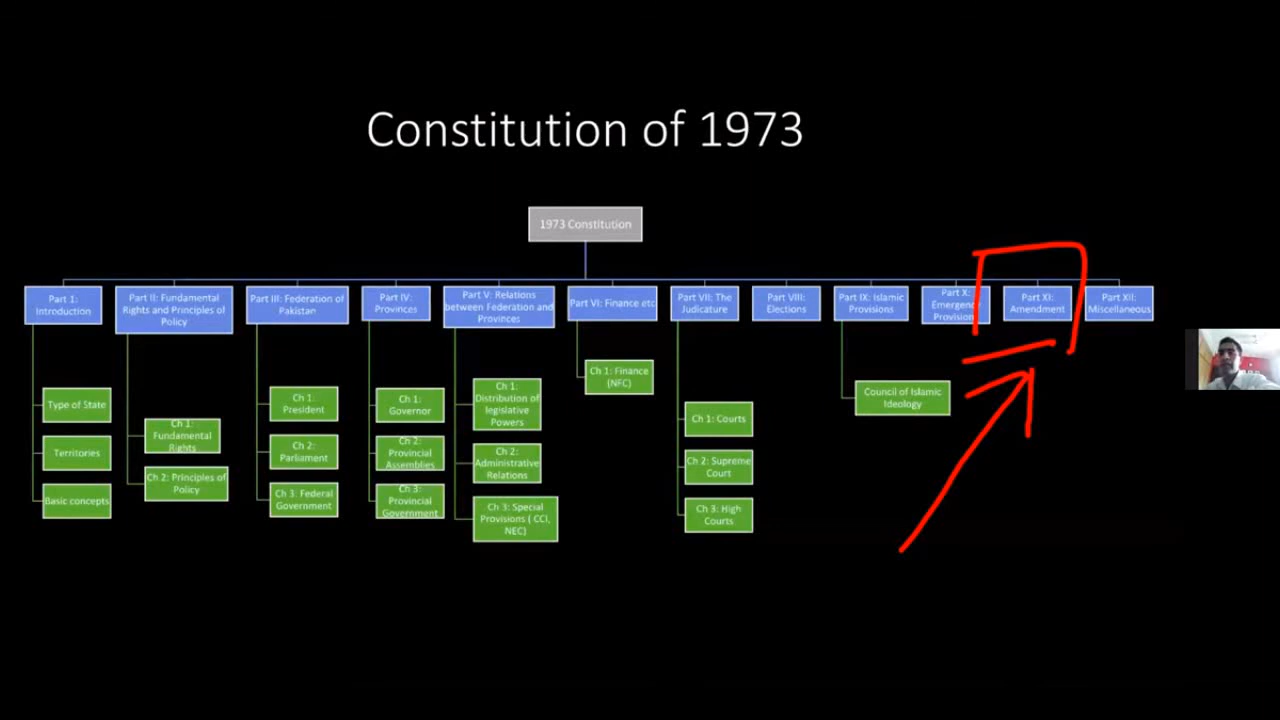 Constitution of 1973
1973 Constitution
Part 1:
Introduction
Part II: Fundamental
Rights and Principles of
Policy
Part III: Federation of
Pakistan
Part IV:
Provinces
Part V: Relations
between Federation and
Provinces
Part VI: Finance etc
Part VII: The
Judicature
Part VIII:
Elections
Part IX: Islamic
Provisions
Part X:
Emergency
Provisions
Part XI:
Amendment
Part XII:
Miscellaneous
Type of State
Territories
Basic concepts
Ch 1:
Fundamental
Rights
Ch 2: Principles of
Policy
Ch 1:
President
Ch 2:
Parliament
Ch 3: Federal
Government
Ch 1:
Governor
Ch 2:
Provincial
Assemblies
Ch 3:
Provincial
Government
Ch 1:
Distribution of
legislative
Powers
Ch 2:
Administrative
Relations
Ch 3: Special
Provisions ( CCI,
NEC)
Ch 1: Finance
(NFC)
Ch 1: Courts
Ch 2: Supreme
Court
Ch 3: High
Courts
Council of Islamic
Ideology